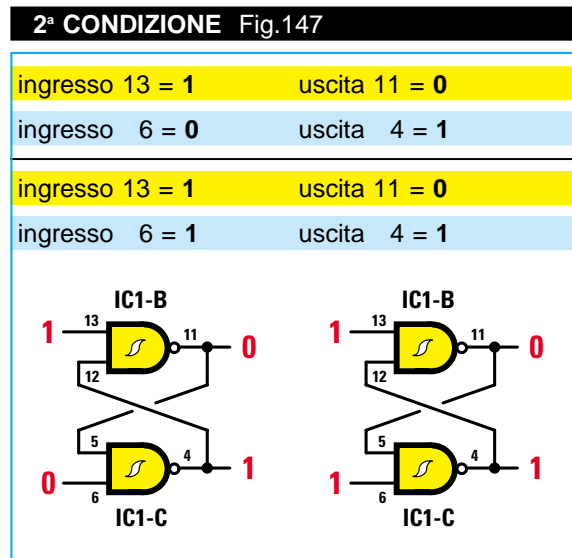 2ª CONDIZIONE Fig.147
ingresso 13 = 1 uscita 11 = 0
ingresso 6 = 0 uscita 4 = 1
ingresso 13 = 1 uscita 11 = 0
ingresso 6 = 1 uscita 4 = 1
IC1-B
1 13 11 0
12
5
0 6 4 1
IC1-C
IC1-B
1 13 11 0
12
5
1 6 4 1
IC1-C